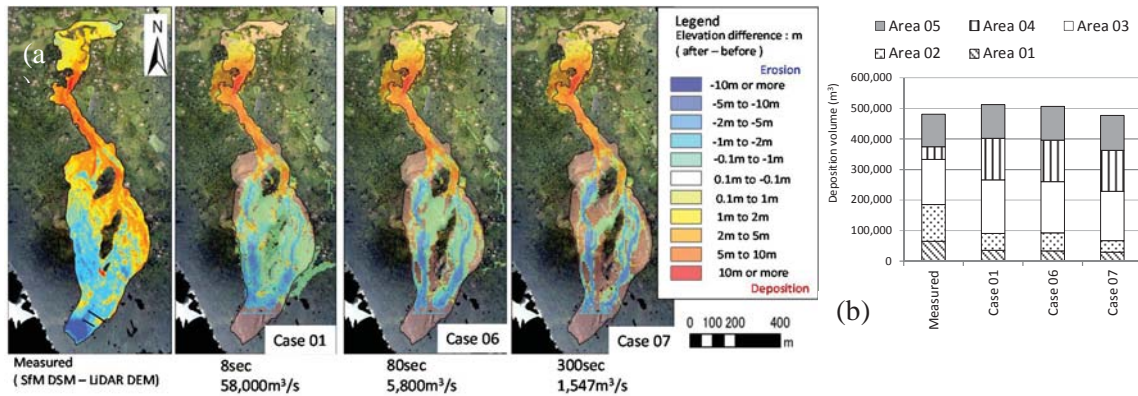 (a)
N
Measured
( SfM DSM – LiDAR DEM)
Case 01
8sec
58,000m³/s
Case 06
80sec
5,800m³/s
Case 07
300sec
1,547m³/s
Legend
Elevation difference : m
( after – before )
Erosion
-10m or more
-5m to -10m
-2m to -5m
-1m to -2m
-0.1m to -1m
0.1m to -0.1m
0.1m to 1m
1m to 2m
2m to 5m
5m to 10m
10m or more
Deposition
0 100 200 400
m
(b)
Area 05 Area 04 Area 03
Area 02 Area 01
Deposition volume (m³)
600,000
500,000
400,000
300,000
200,000
100,000
0
Measured
Case 01
Case 06
Case 07